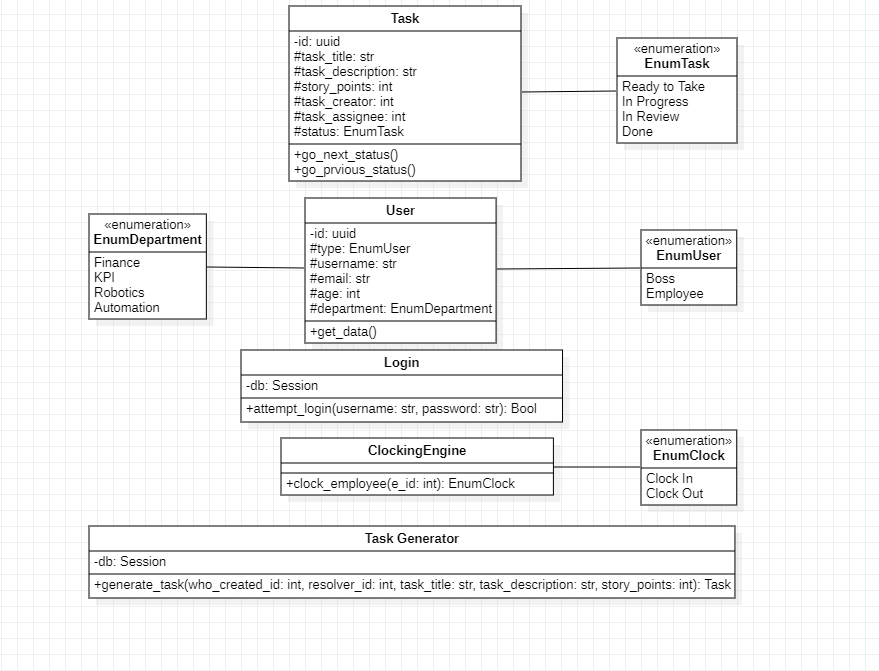 Task
-id: uuid
#task_title: str
#task_description: str
#story_points: int
#task_creator: int
#task_assignee: int
#status: EnumTask
+go_next_status()
+go_prvious_status()
«enumeration»
EnumTask
Ready to Take
In Progress
In Review
Done
«enumeration»
EnumDepartment
Finance
KPI
Robotics
Automation
User
-id: uuid
#type: EnumUser
#username: str
#email: str
#age: int
#department: EnumDepartment
+get_data()
«enumeration»
EnumUser
Boss
Employee
Login
-db: Session
+attempt_login(username: str, password: str): Bool
ClockingEngine
+clock_employee(e_id: int): EnumClock
«enumeration»
EnumClock
Clock In
Clock Out
Task Generator
-db: Session
+generate_task(who_created_id: int, resolver_id: int, task_title: str, task_description: str, story_points: int): Task